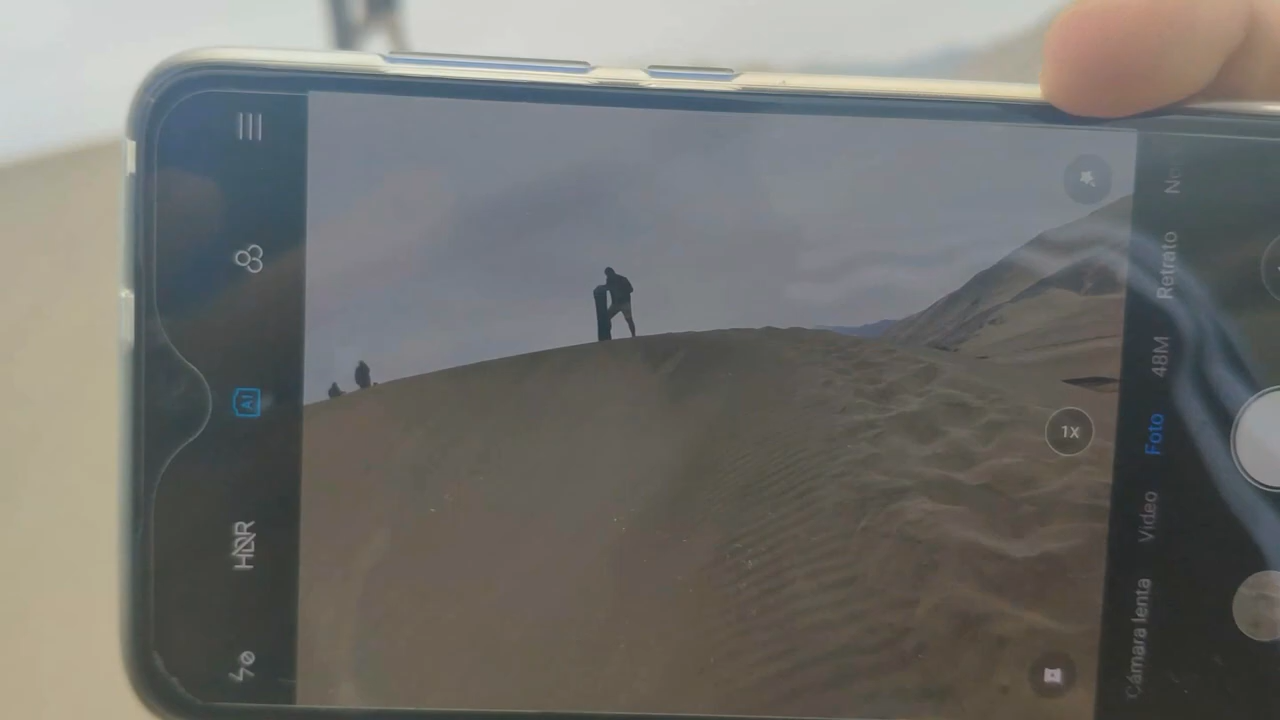 HDR
AI
1X
Retrato
48M
Foto
Video
Cámara lenta